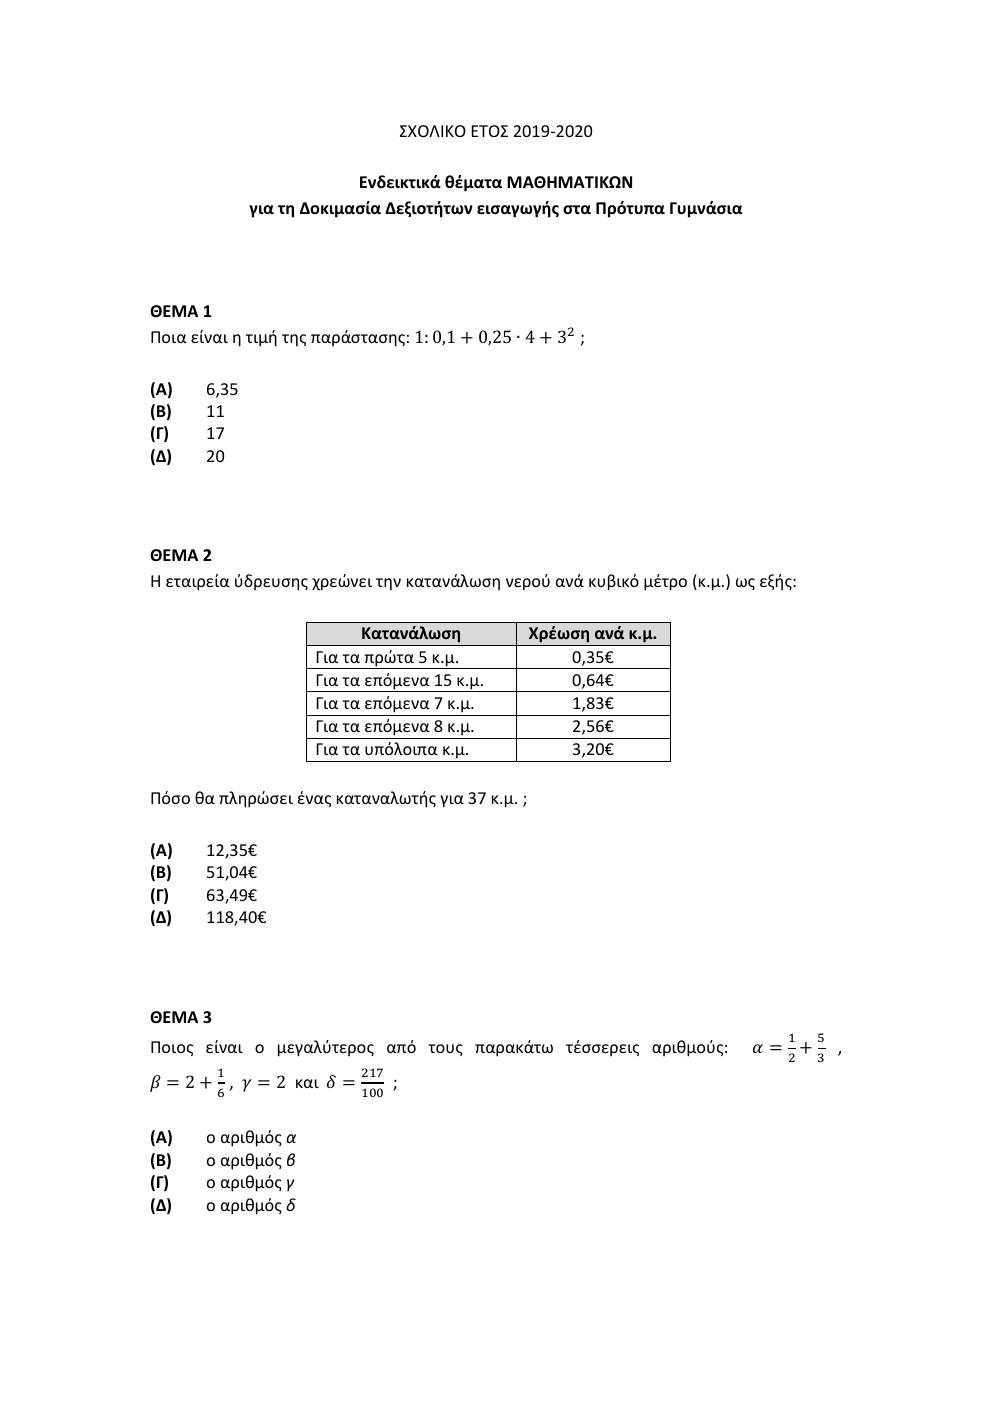 ΣΧΟΛΙΚΟ ΕΤΟΣ 2019-2020
Ενδεικτικά θέματα ΜΑΘΗΜΑΤΙΚΩΝ
για τη Δοκιμασία Δεξιοτήτων εισαγωγής στα Πρότυπα Γυμνάσια
ΘΕΜΑ 1
Ποια είναι η τιμή της παράστασης: 1: 0,1 + 0,25 · 4 + 3² ;
(Α) 6,35
(Β) 11
(Γ) 17
(Δ) 20
ΘΕΜΑ 2
Η εταιρεία ύδρευσης χρεώνει την κατανάλωση νερού ανά κυβικό μέτρο (κ.μ.) ως εξής:
Κατανάλωση Χρέωση ανά κ.μ.
Για τα πρώτα 5 κ.μ. 0,35€
Για τα επόμενα 15 κ.μ. 0,64€
Για τα επόμενα 7 κ.μ. 1,83€
Για τα επόμενα 8 κ.μ. 2,56€
Για τα υπόλοιπα κ.μ. 3,20€
Πόσο θα πληρώσει ένας καταναλωτής για 37 κ.μ. ;
(Α) 12,35€
(Β) 51,04€
(Γ) 63,49€
(Δ) 118,40€
ΘΕΜΑ 3
Ποιος είναι ο μεγαλύτερος από τους παρακάτω τέσσερεις αριθμούς: α = 1/2 + 5/3 ,
β = 2 + 1/6 , γ = 2 και δ = 217/100 ;
(Α) ο αριθμός α
(Β) ο αριθμός β
(Γ) ο αριθμός γ
(Δ) ο αριθμός δ